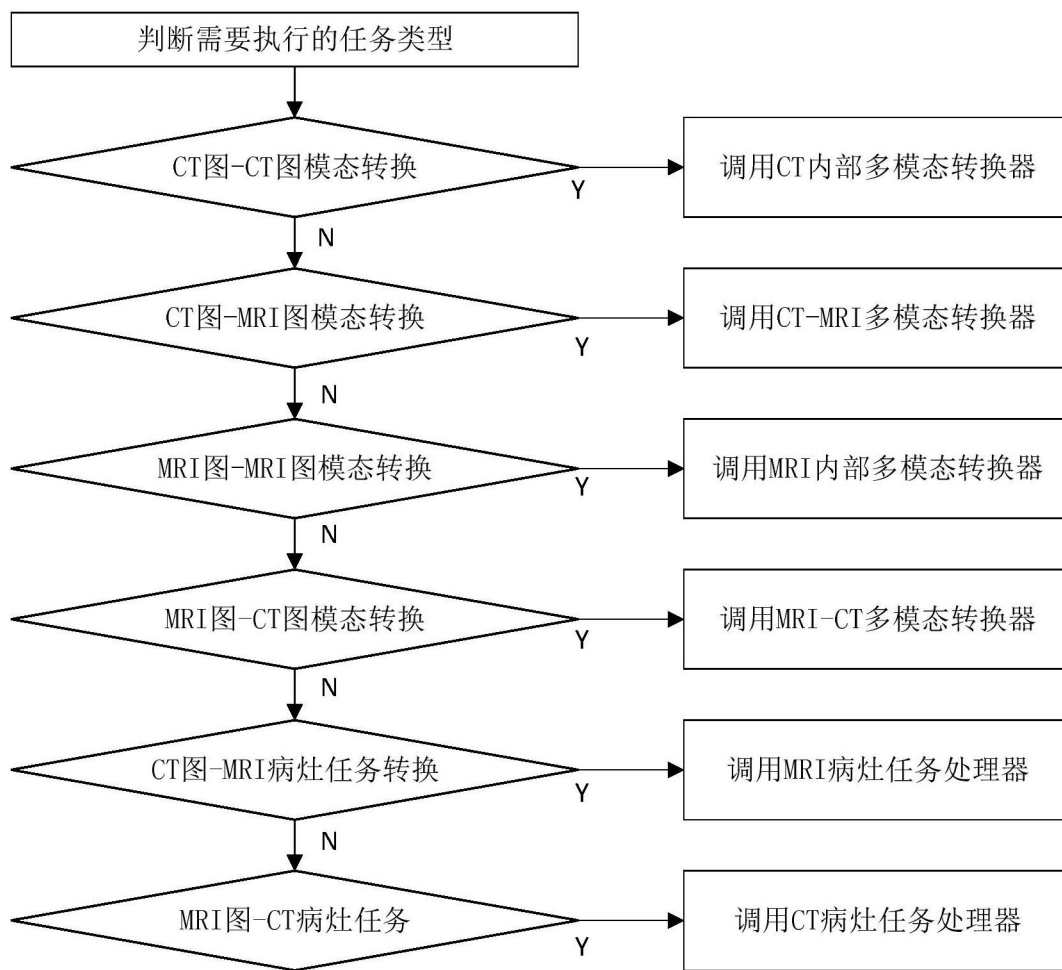 判断需要执行的任务类型
CT图-CT图模态转换
Y
调用CT内部多模态转换器
N
CT图-MRI图模态转换
Y
调用CT-MRI多模态转换器
N
MRI图-MRI图模态转换
Y
调用MRI内部多模态转换器
N
MRI图-CT图模态转换
Y
调用MRI-CT多模态转换器
N
CT图-MRI病灶任务转换
Y
调用MRI病灶任务处理器
N
MRI图-CT病灶任务
Y
调用CT病灶任务处理器